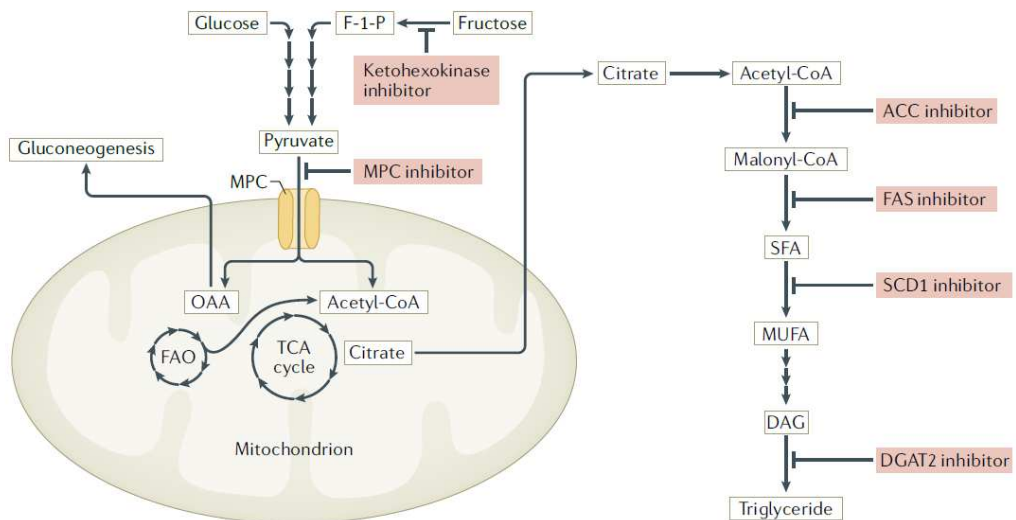 Glucose
F-1-P
Fructose
Ketohexokinase
inhibitor
Citrate
Acetyl-CoA
ACC inhibitor
Pyruvate
Gluconeogenesis
MPC inhibitor
MPC
Malonyl-CoA
FAS inhibitor
SFA
SCD1 inhibitor
OAA
Acetyl-CoA
FAO
TCA
cycle
Citrate
MUFA
DAG
Mitochondrion
DGAT2 inhibitor
Triglyceride